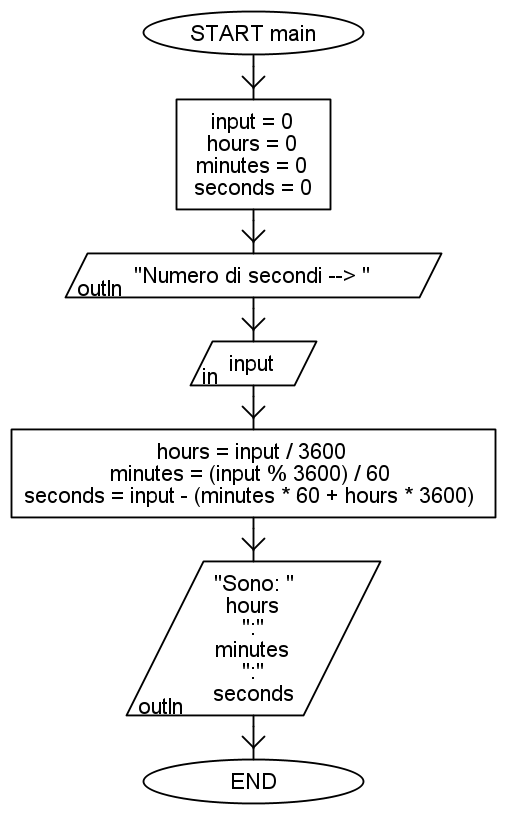 START main
input = 0
hours = 0
minutes = 0
seconds = 0
"Numero di secondi --> "
outln
input
in
hours = input / 3600
minutes = (input % 3600) / 60
seconds = input - (minutes * 60 + hours * 3600)
"Sono: "
hours
":"
minutes
":"
seconds
outln
END